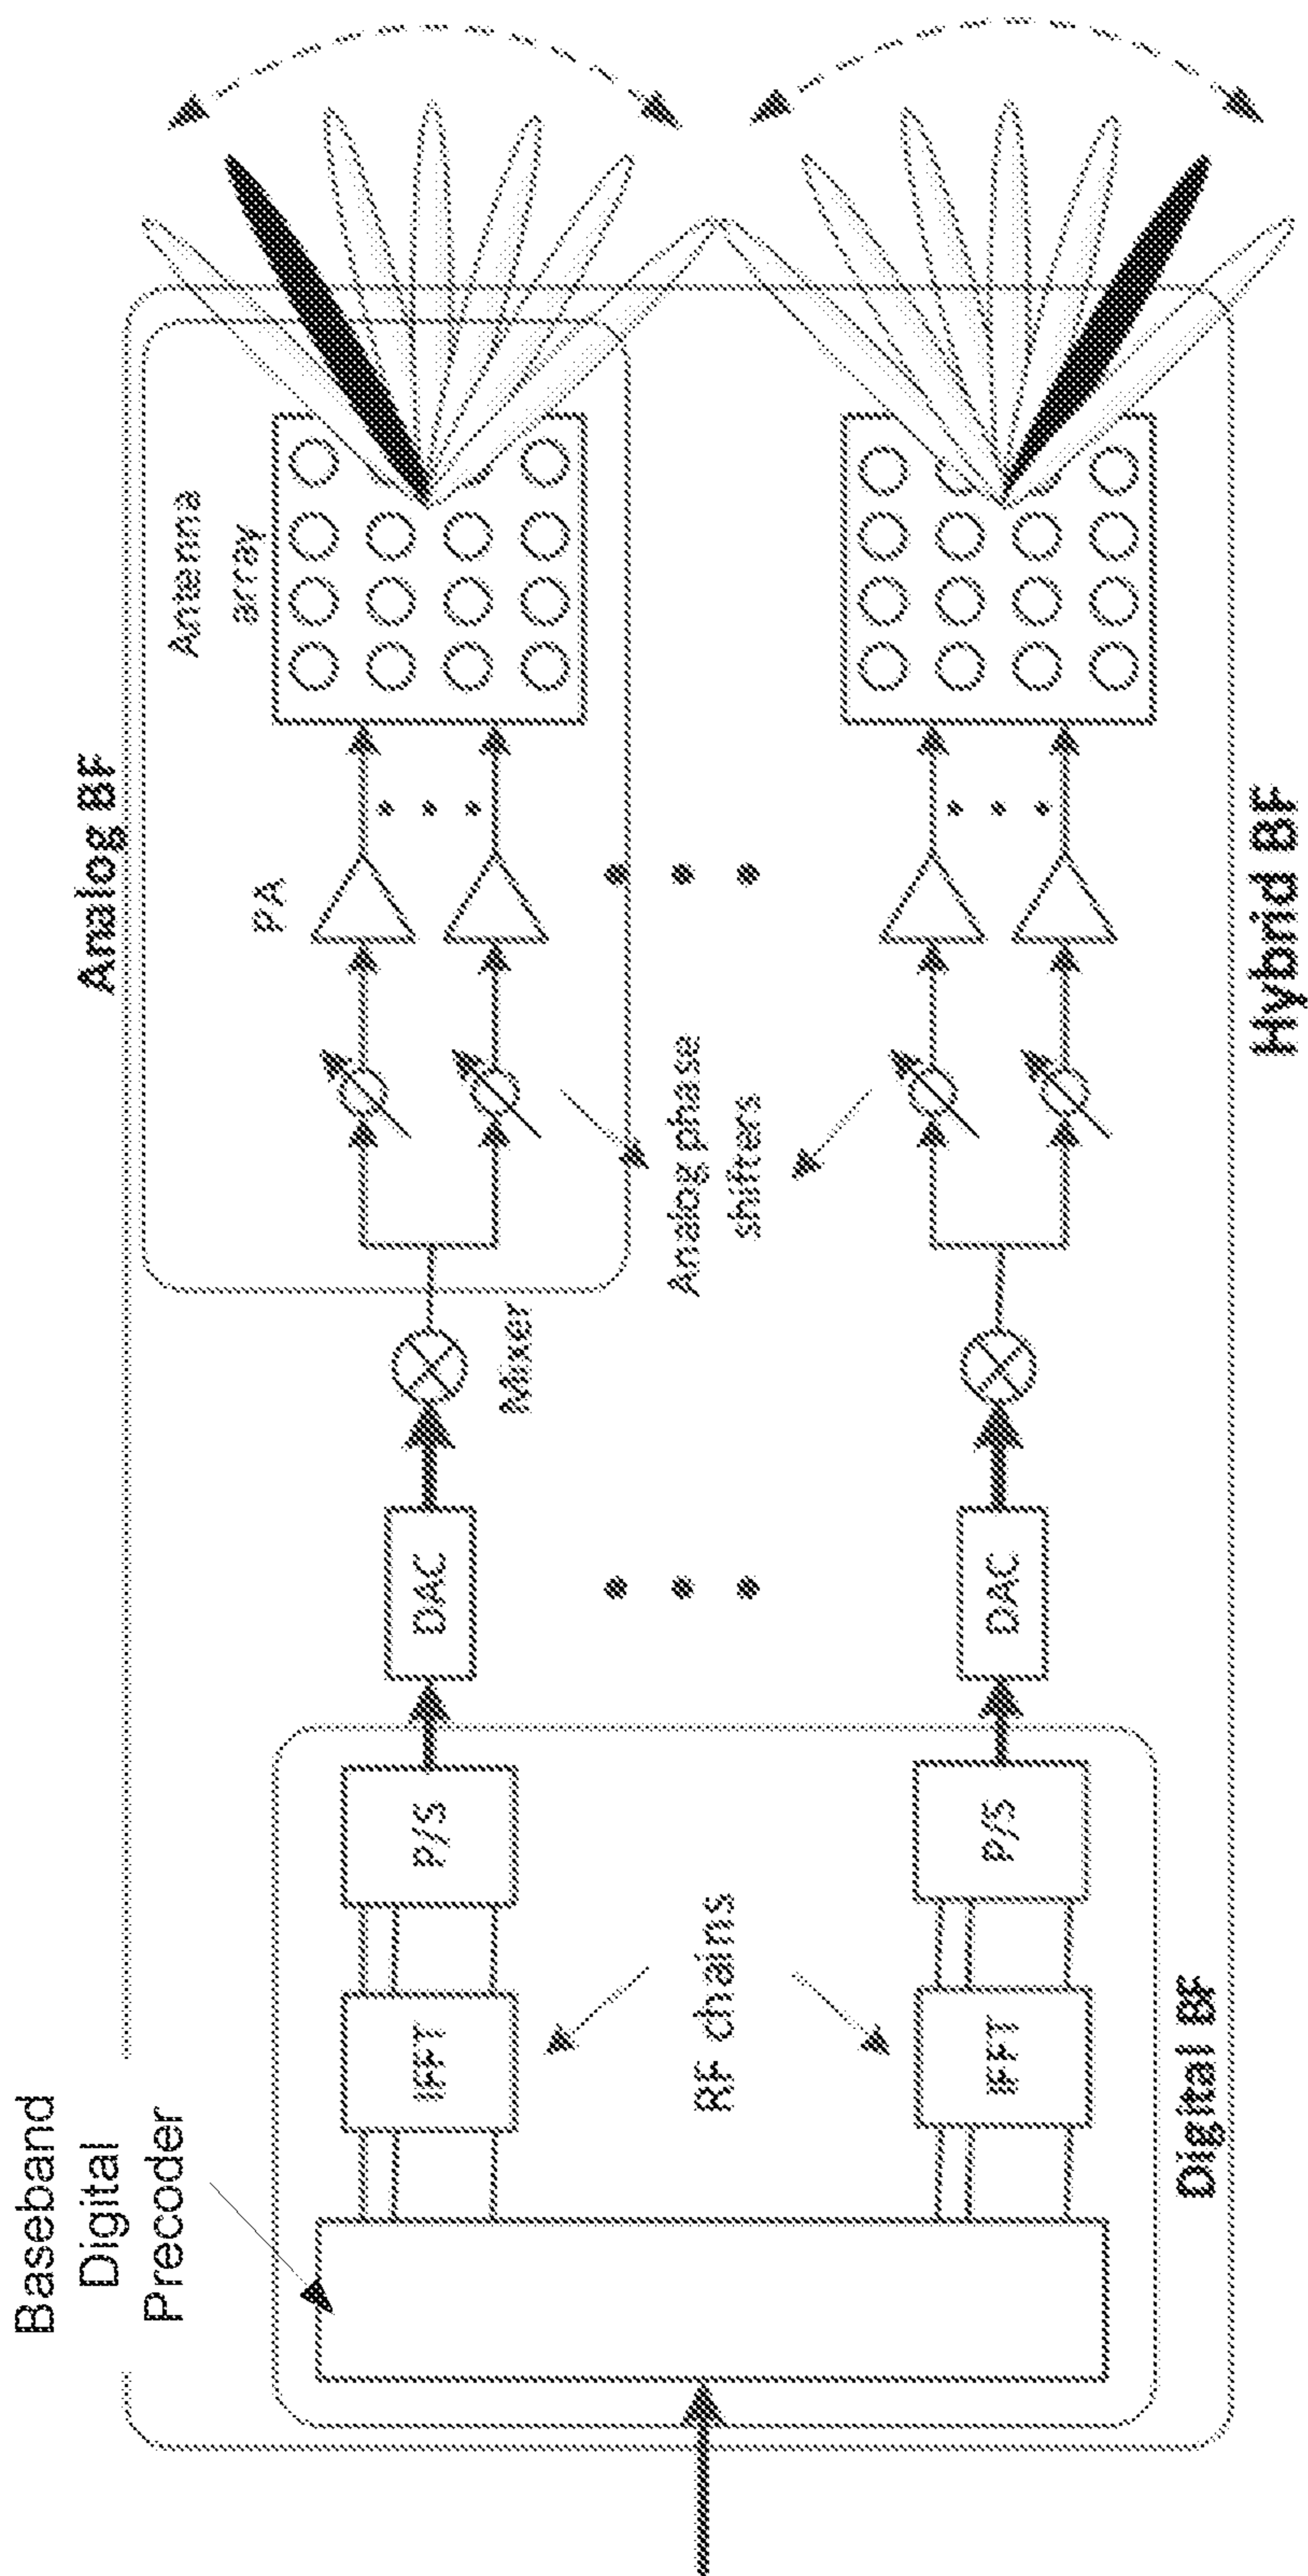 Baseband
Digital
Precoder
IFFT
P/S
DAC
Mixer
PA
Antenna
array
Analog BF
RF chains
Analog phase
shifters
IFFT
P/S
DAC
Digital BF
Hybrid BF